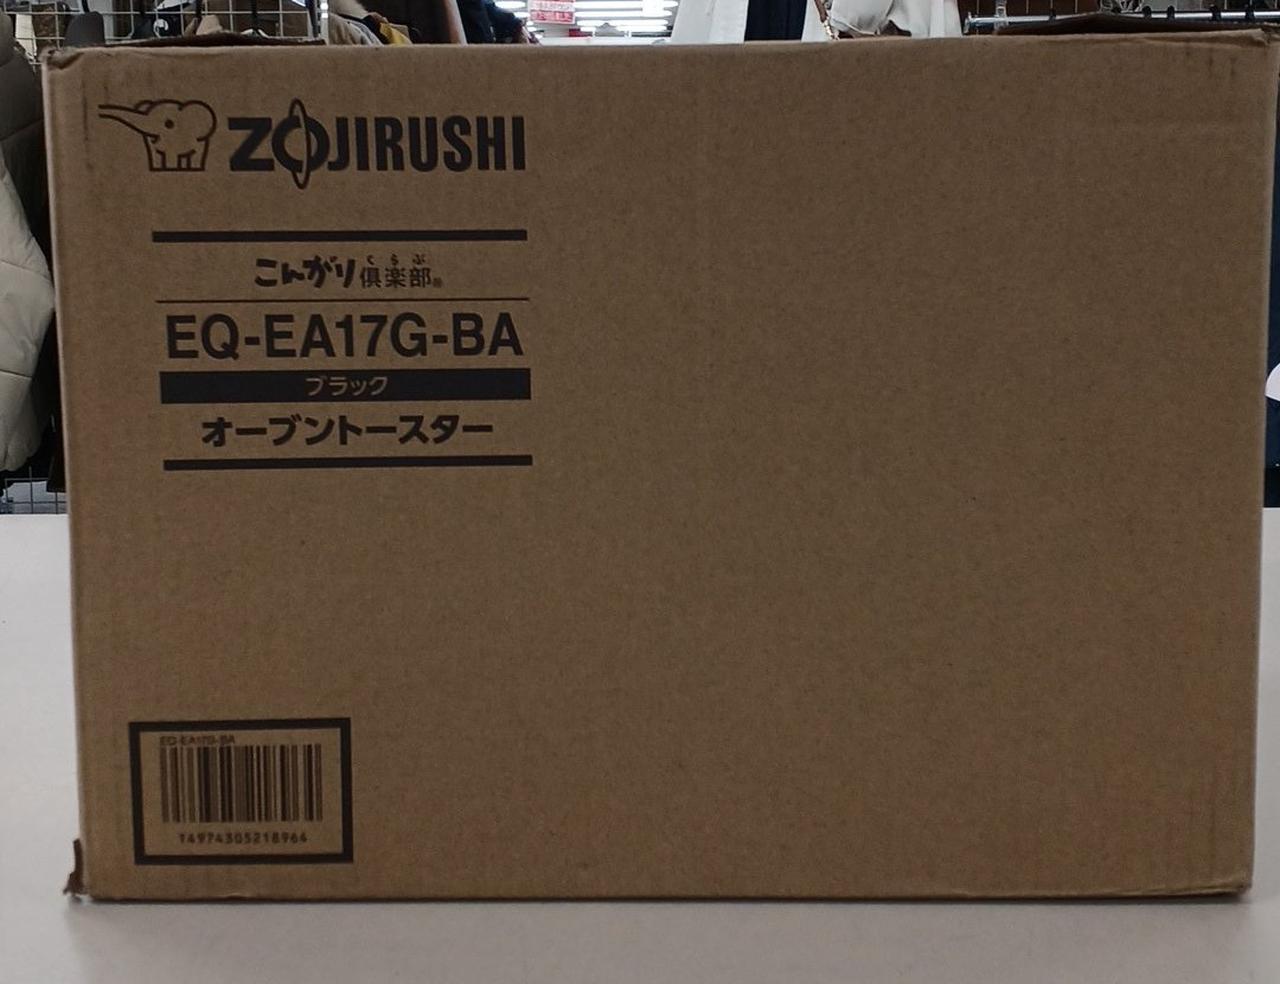 ZOJIRUSHI
くらぶ
こんがり倶楽部®
EQ-EA17G-BA
ブラック
オーブントースター
EQ-EA17G-BA
T4974305218964